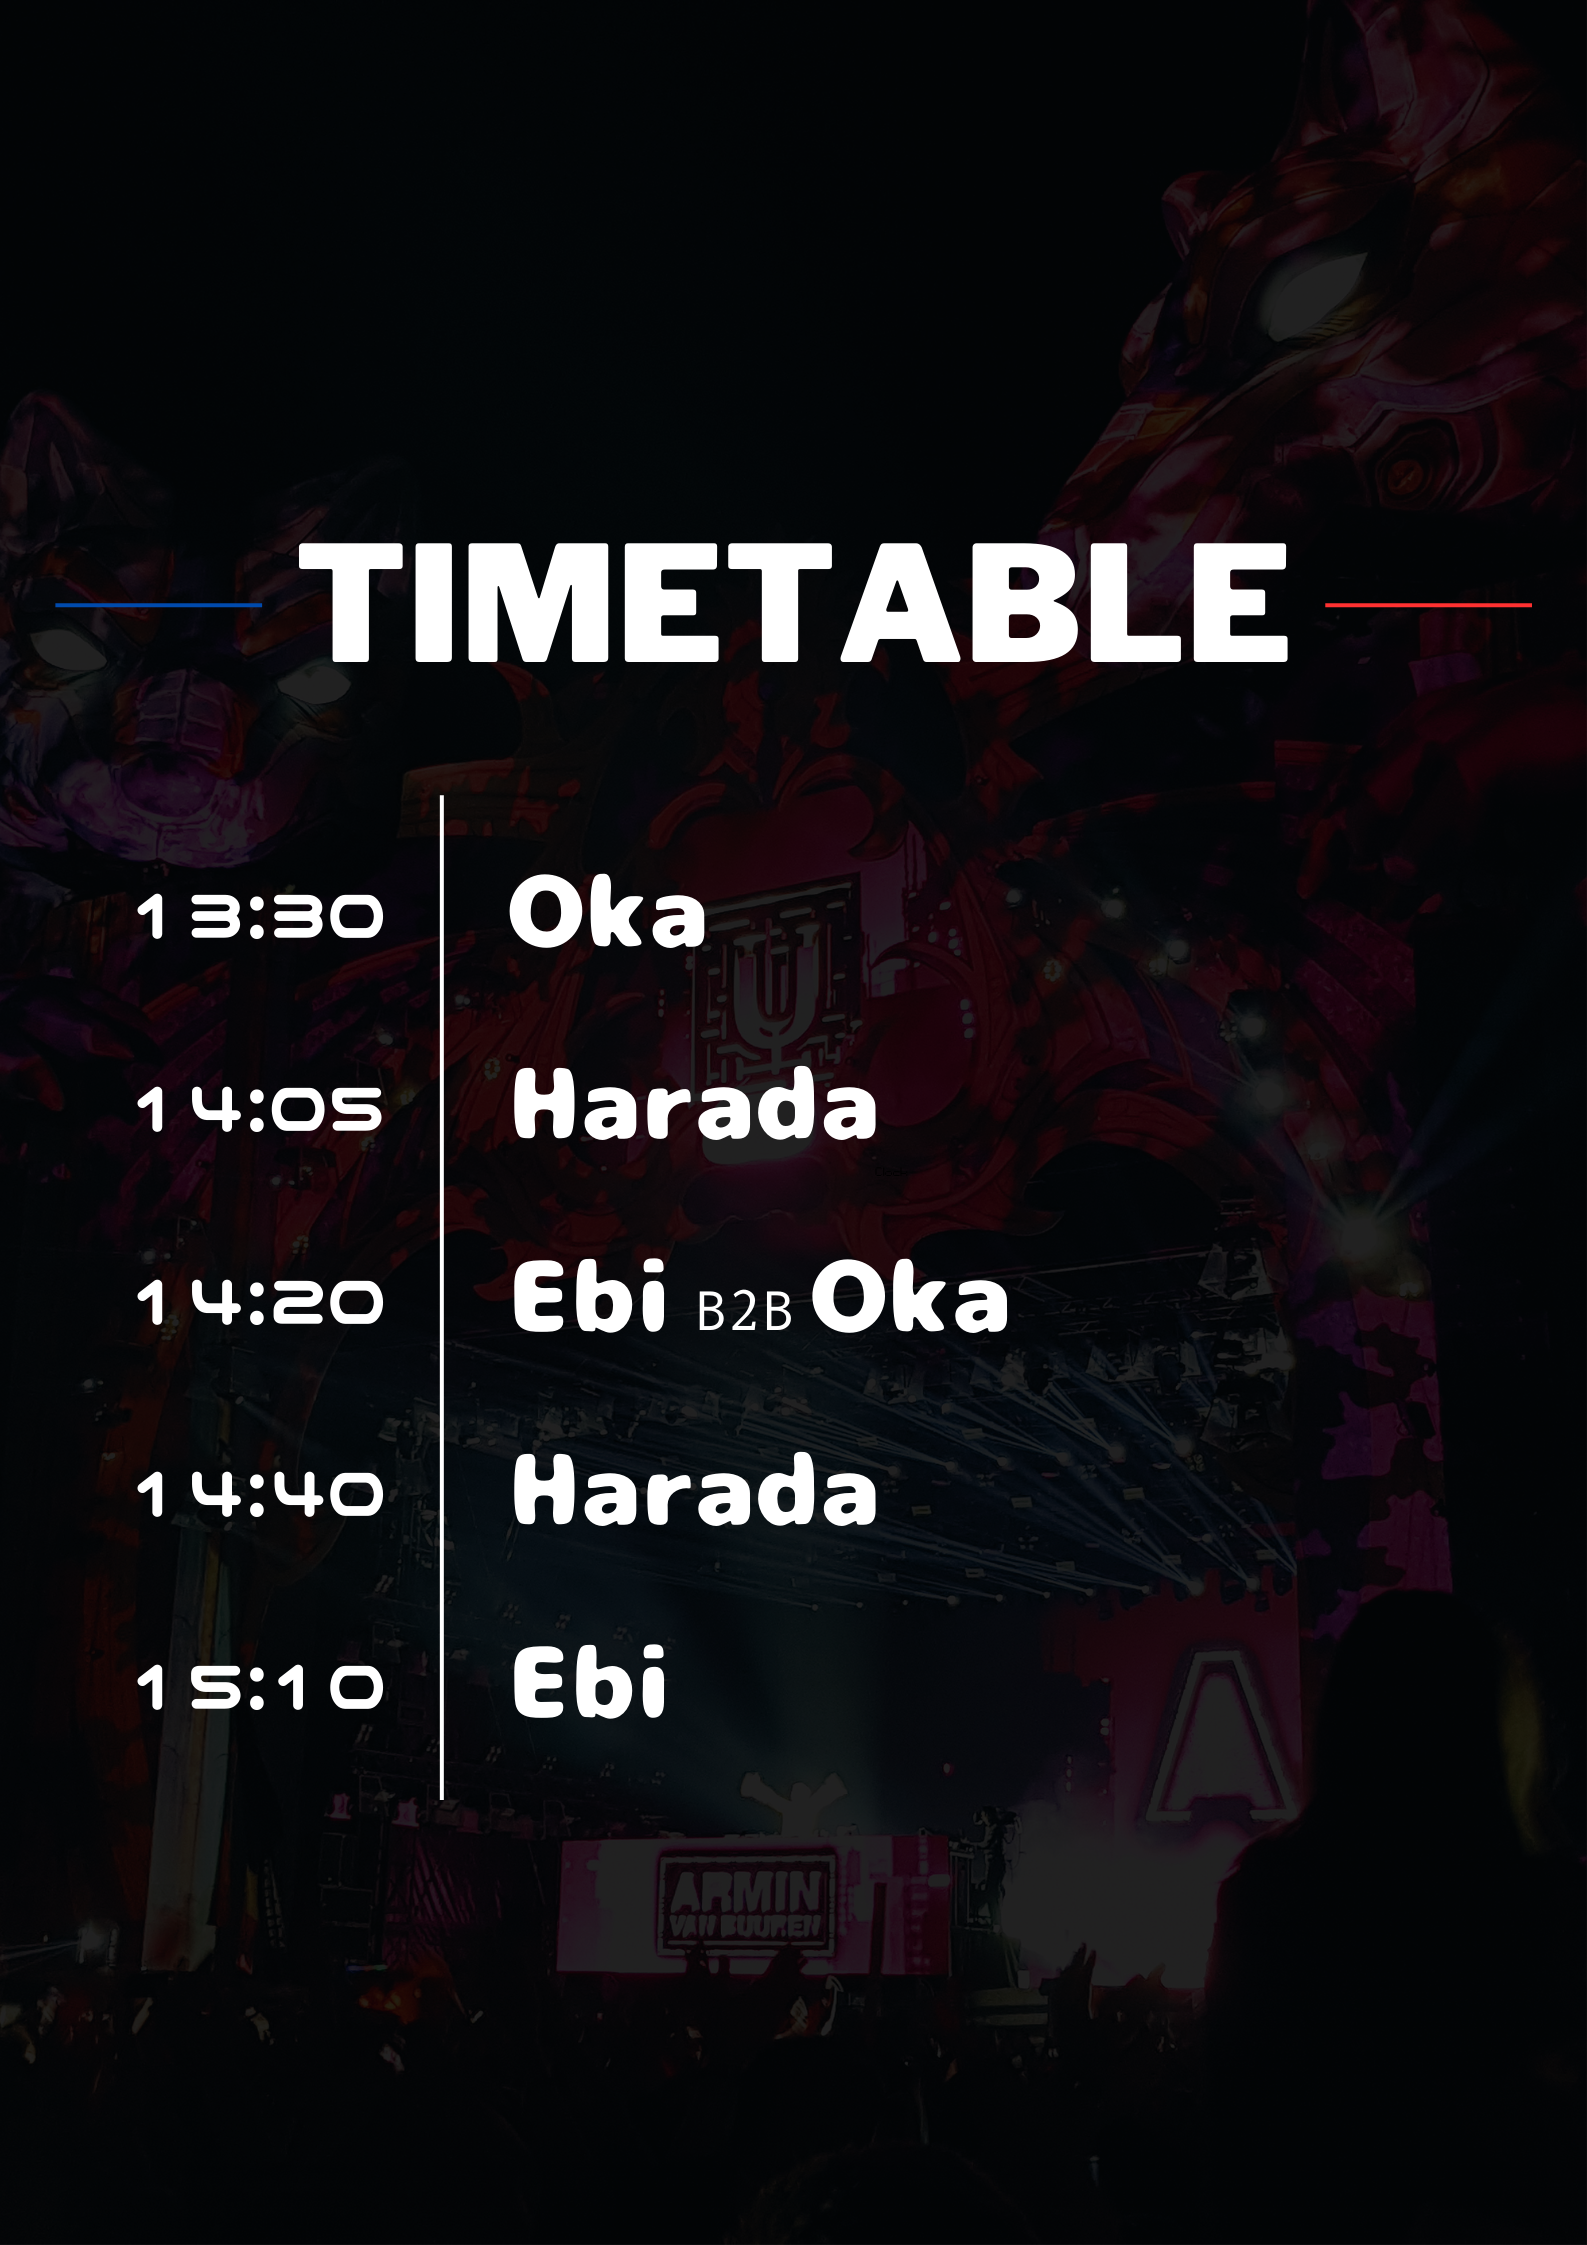 TIMETABLE
13:30 Oka
14:05 Harada
14:20 Ebi B2B Oka
14:40 Harada
15:10 Ebi
U
A
ARMIN
VAN BUUREN